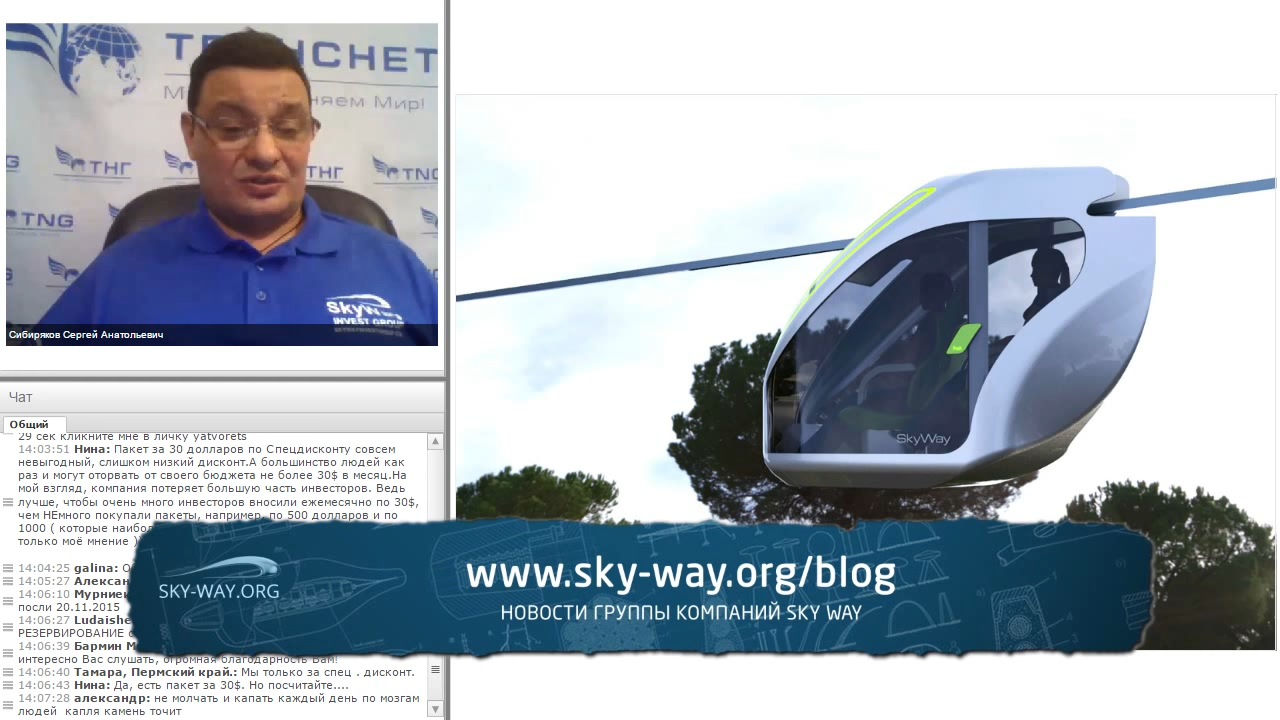 Мы меняем Мир!
ТНГ
TNG
TNG
TNG
SkyWay
INVEST GROUP
Сибиряков Сергей Анатольевич
SkyWay
Чат
Общий
29 сек кликните мне в личку yatvorets
14:03:51 Нина: Пакет за 30 долларов по Спецдисконту совсем
невыгодный, слишком низкий дисконт.А большинство людей как
раз и могут оторвать от своего бюджета не более 30$ в месяц.На
мой взгляд, компания потеряет большую часть инвесторов. Ведь
лучше, чтобы очень много инвесторов вносили ежемесячно по 30$,
чем НЕмного покупали пакеты, например, по 500 долларов и по
1000 ( которые
только моё мнение )
14:04:25 galina:
14:05:27
14:06:10
посли 20.11.2015
14:06:27
РЕЗЕРВИРОВАНИЕ
14:06:39 Бармин
интересно Вас слушать, огромная благодарность Вам!
14:06:40 Тамара, Пермский край.: Мы только за спец . дисконт.
14:06:43 Нина: Да, есть пакет за 30$. Но посчитайте....
14:07:28 александр: не молчать и капать каждый день по мозгам
людей капля камень точит
SKY-WAY.ORG
www.sky-way.org/blog
НОВОСТИ ГРУППЫ КОМПАНИЙ SKY WAY